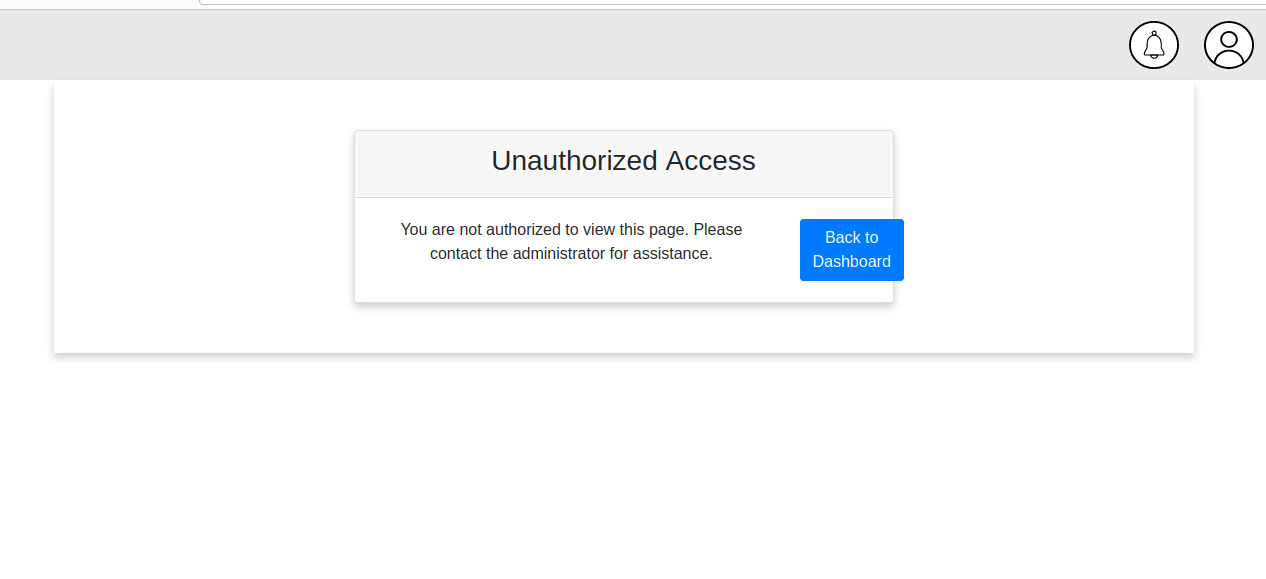 Unauthorized Access
You are not authorized to view this page. Please
contact the administrator for assistance.
Back to
Dashboard